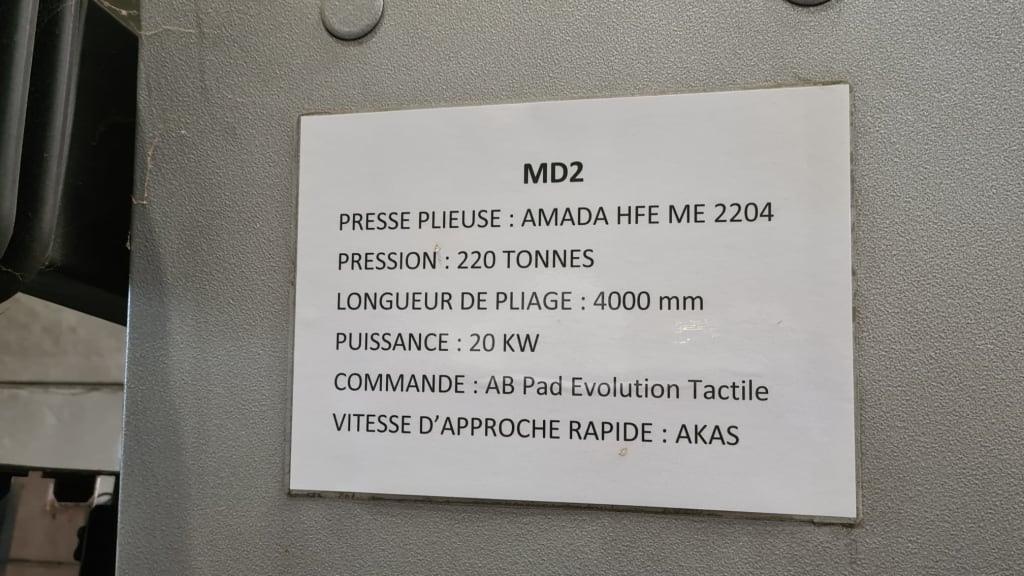 MD2
PRESSE PLIEUSE : AMADA HFE ME 2204
PRESSION : 220 TONNES
LONGUEUR DE PLIAGE : 4000 mm
PUISSANCE : 20 KW
COMMANDE : AB Pad Evolution Tactile
VITESSE D’APPROCHE RAPIDE : AKAS